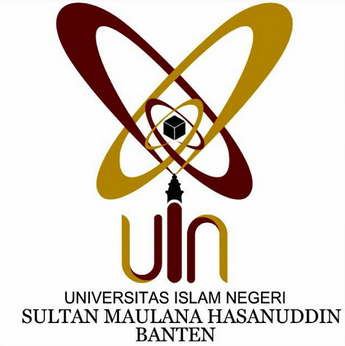 uin
UNIVERSITAS ISLAM NEGERI
SULTAN MAULANA HASANUDDIN
BANTEN